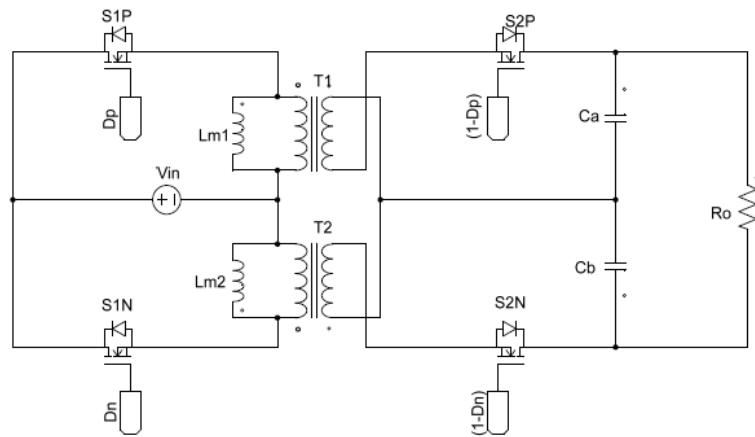 S1P
S2P
T1
Dp
(1-Dp)
Lm1
Ca
Vin
+
Ro
T2
Lm2
Cb
S1N
S2N
Dn
(1-Dn)